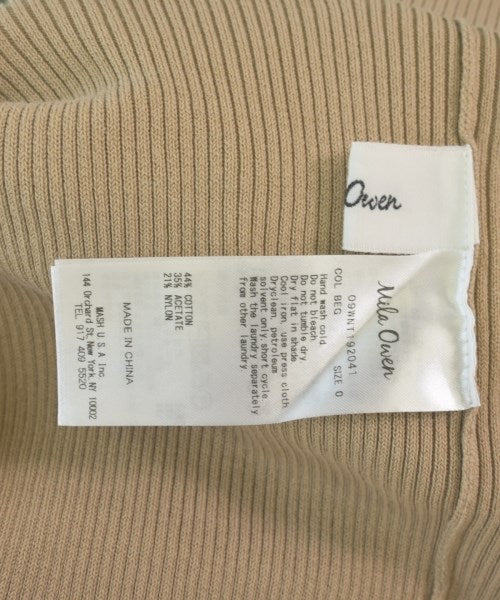 Owen
Mila Owen
09WNT192041
COL BEG SIZE 0
Hand wash cold.
Do not bleach.
Do not tumble dry.
Dry flat in shade
Cool iron, use press cloth
Dryclean, petroleum
solvent only, short cycle.
Wash the laundry separately
from other laundry.
44% COTTON
35% ACETATE
21% NYLON
MADE IN CHINA
MASH U S A Inc.
144 Orchard St, New York NY 10002
TEL 917 409 5520